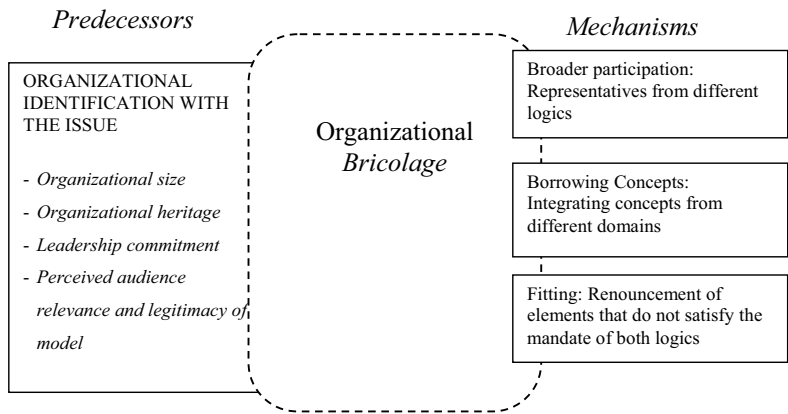 Predecessors
ORGANIZATIONAL
IDENTIFICATION WITH
THE ISSUE
- Organizational size
- Organizational heritage
- Leadership commitment
- Perceived audience
relevance and legitimacy of
model
Organizational
Bricolage
Mechanisms
Broader participation:
Representatives from different
logics
Borrowing Concepts:
Integrating concepts from
different domains
Fitting: Renouncement of
elements that do not satisfy the
mandate of both logics